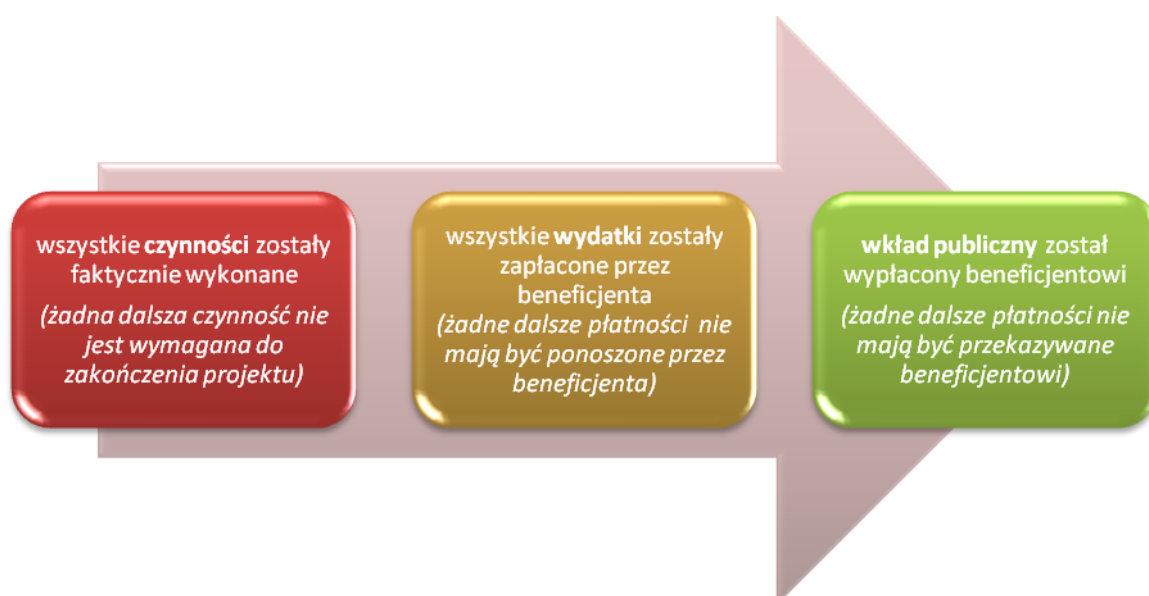 wszystkie czynności zostały
faktycznie wykonane
(żadna dalsza czynność nie
jest wymagana do
zakończenia projektu)
wszystkie wydatki zostały
zapłacone przez
beneficjenta
(żadne dalsze płatności nie
mają być ponoszone przez
beneficjenta)
wkład publiczny został
wypłacony beneficjentowi
(żadne dalsze płatności nie
mają być przekazywane
beneficjentowi)